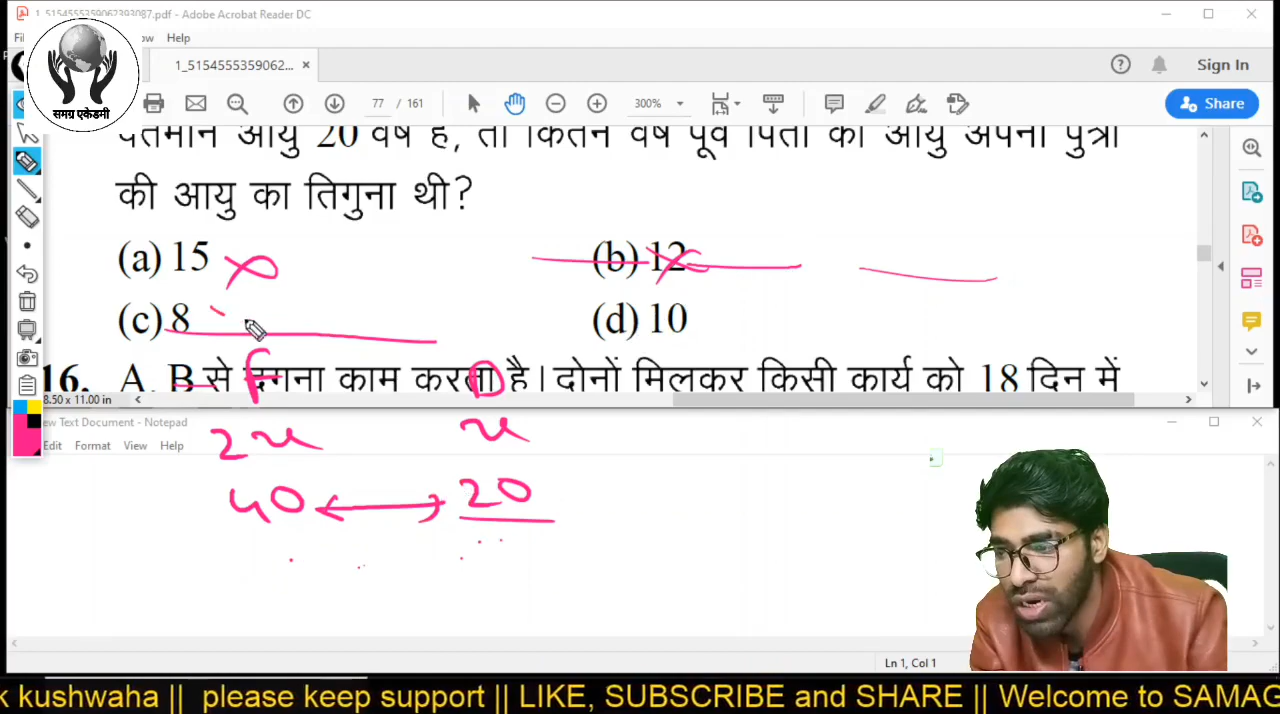 1_5154555359062393087.pdf - Adobe Acrobat Reader DC
ow Help
समग्र एकेडमी
1_5154555359062...
Sign In
77 / 161
300%
Share
वर्तमान आयु 20 वर्ष है, तो कितने वर्ष पूर्व पिता की आयु अपनी पुत्री
की आयु का तिगुना थी?
(a) 15
(b) 12
(c) 8
(d) 10
16. A, B से दुगना काम करता है। दोनों मिलकर किसी कार्य को 18 दिन में
8.50 x 11.00 in
F D
2x x
40 20
ew Text Document - Notepad
Edit Format View Help
Ln 1, Col 1
k kushwaha || please keep support || LIKE, SUBSCRIBE and SHARE || Welcome to SAMAG